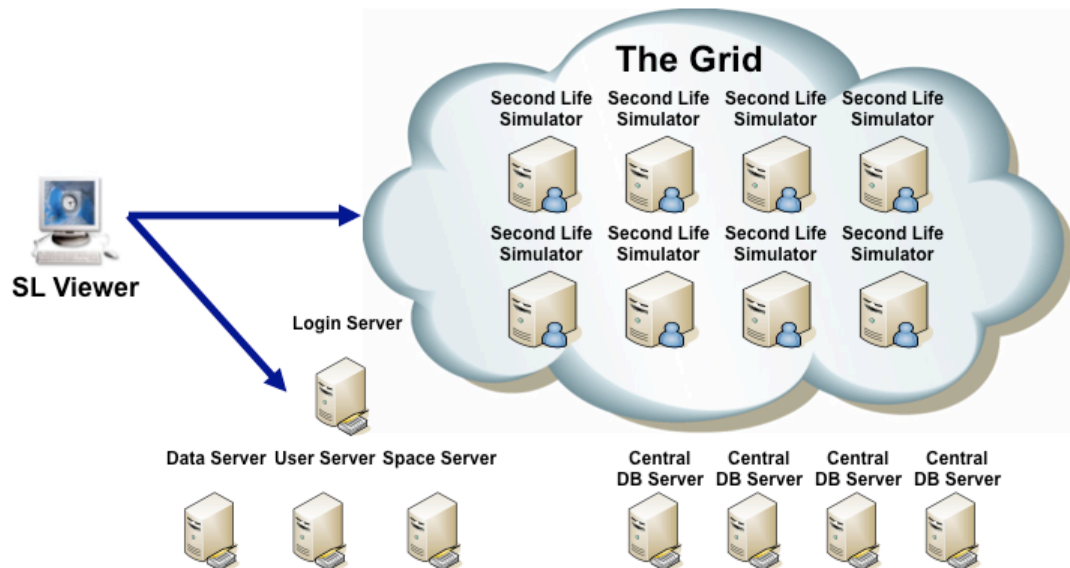 The Grid
Second Life Second Life Second Life Second Life
Simulator Simulator Simulator Simulator
Second Life Second Life Second Life Second Life
Simulator Simulator Simulator Simulator
SL Viewer
Login Server
Data Server User Server Space Server
Central Central Central Central
DB Server DB Server DB Server DB Server